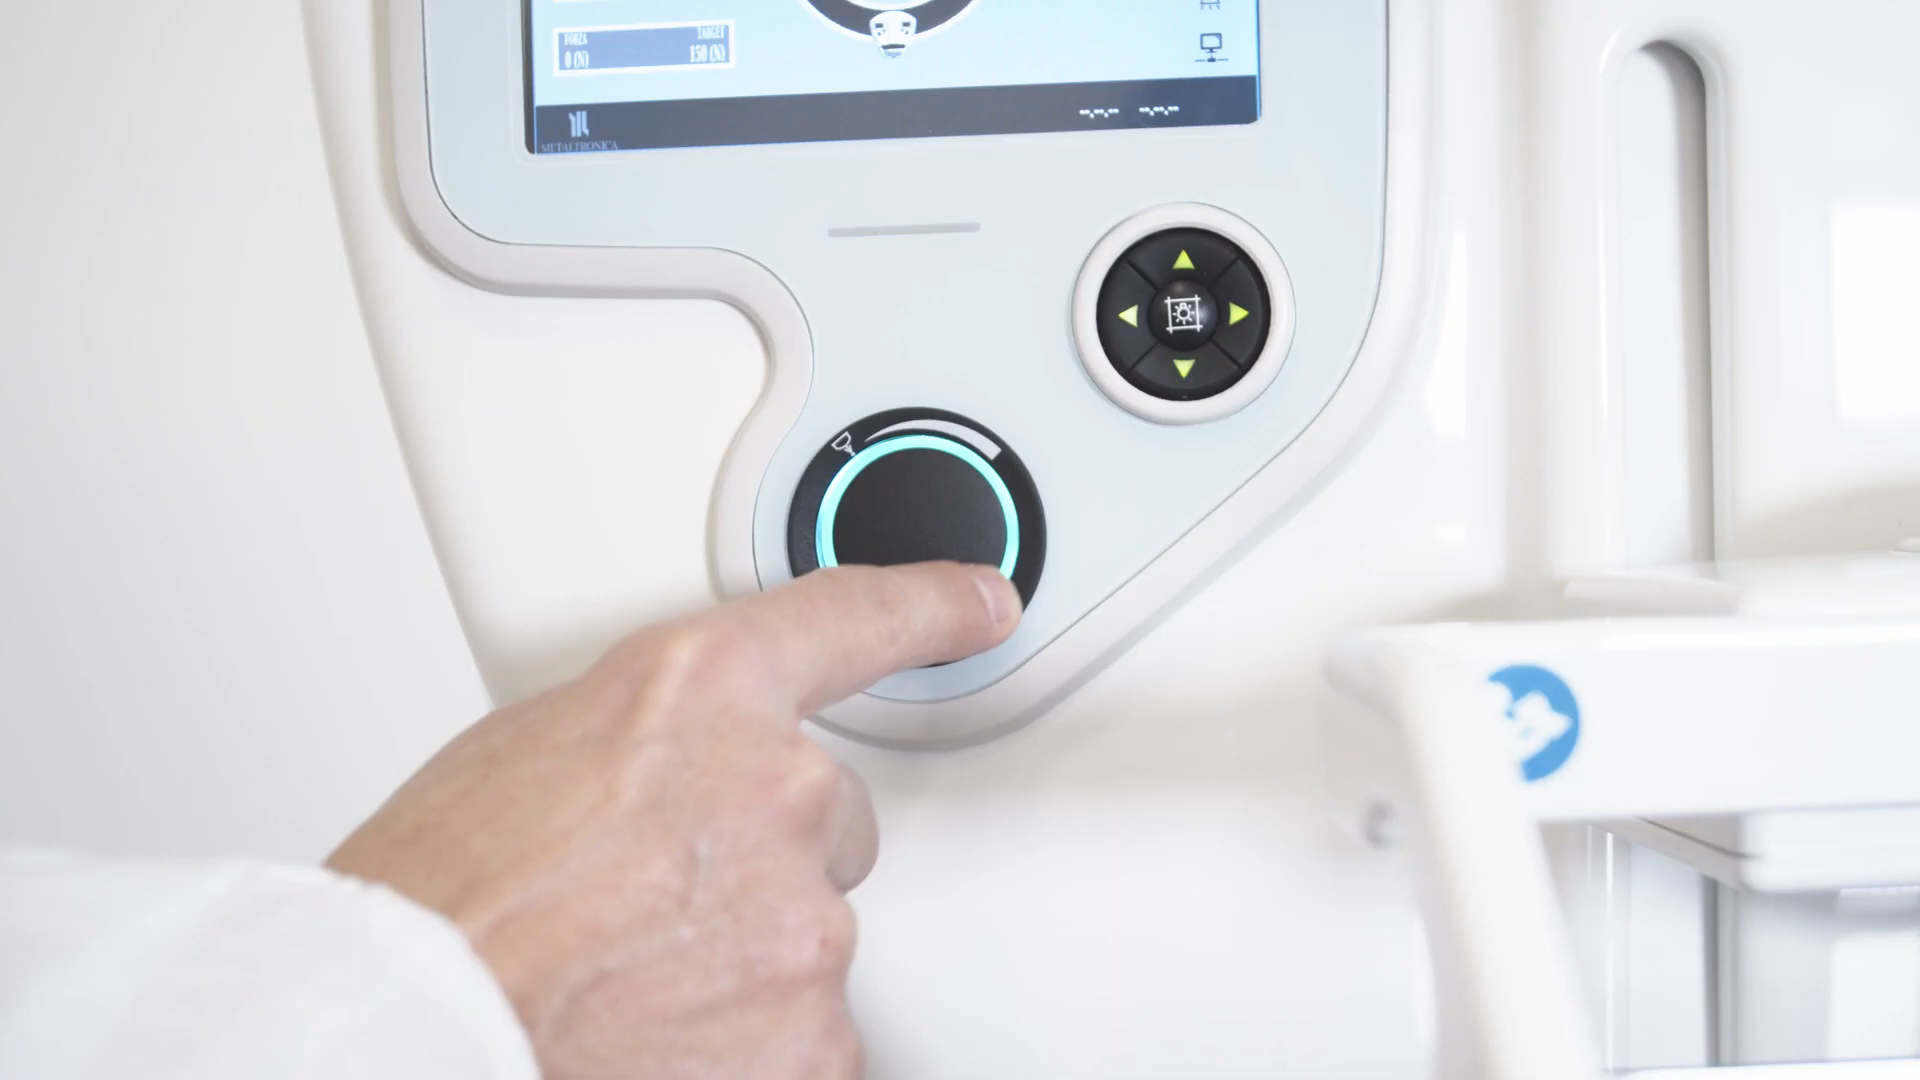 FORZA TARGET
0 (N) 150 (N)
--.--.-- --.--.--
METALTRONICA